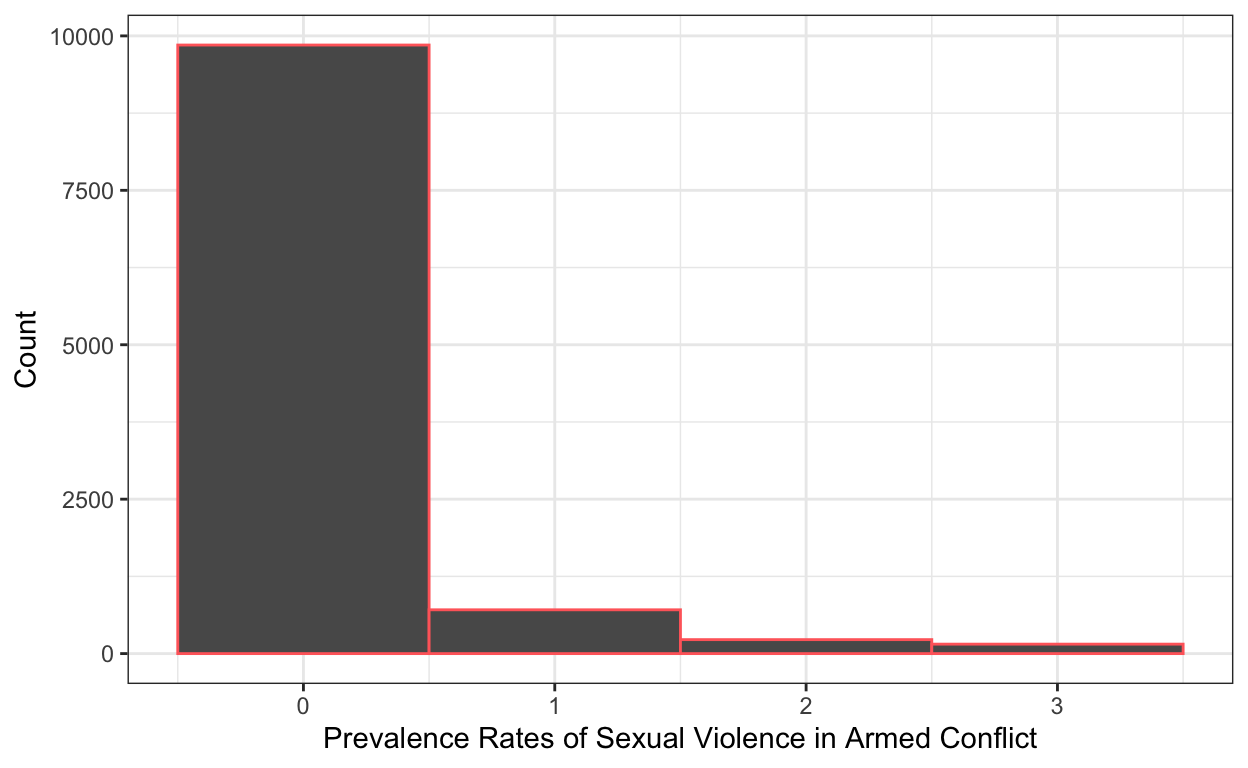 10000
7500
5000
2500
0
Count
0 1 2 3
Prevalence Rates of Sexual Violence in Armed Conflict